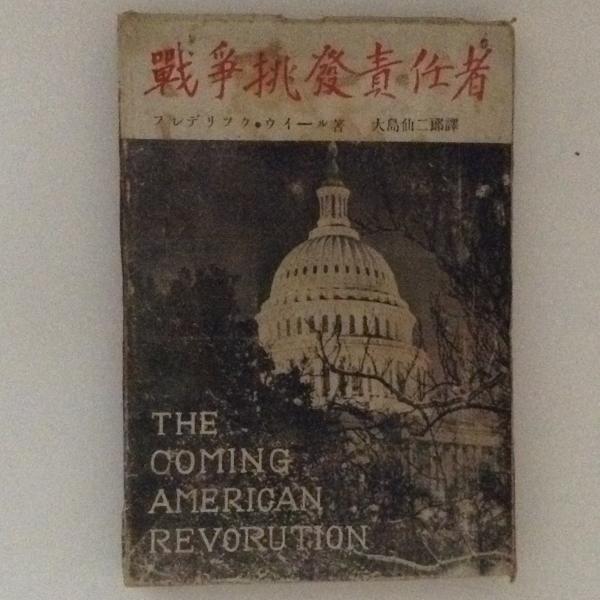 戰爭挑發責任者
フレデリツク・ウイール著 大島仙二郎譯
THE
COMING
AMERICAN
REVORUTION